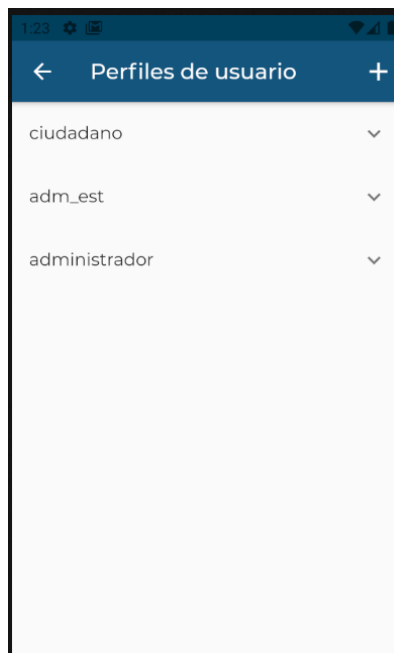 1:23
Perfiles de usuario
ciudadano
adm_est
administrador